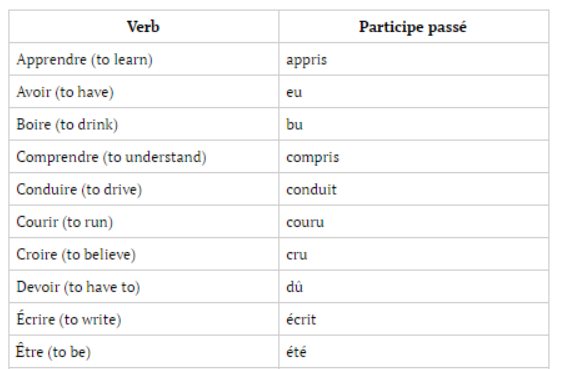 Verb Participe passé
Apprendre (to learn) appris
Avoir (to have) eu
Boire (to drink) bu
Comprendre (to understand) compris
Conduire (to drive) conduit
Courir (to run) couru
Croire (to believe) cru
Devoir (to have to) dû
Écrire (to write) écrit
Être (to be) été